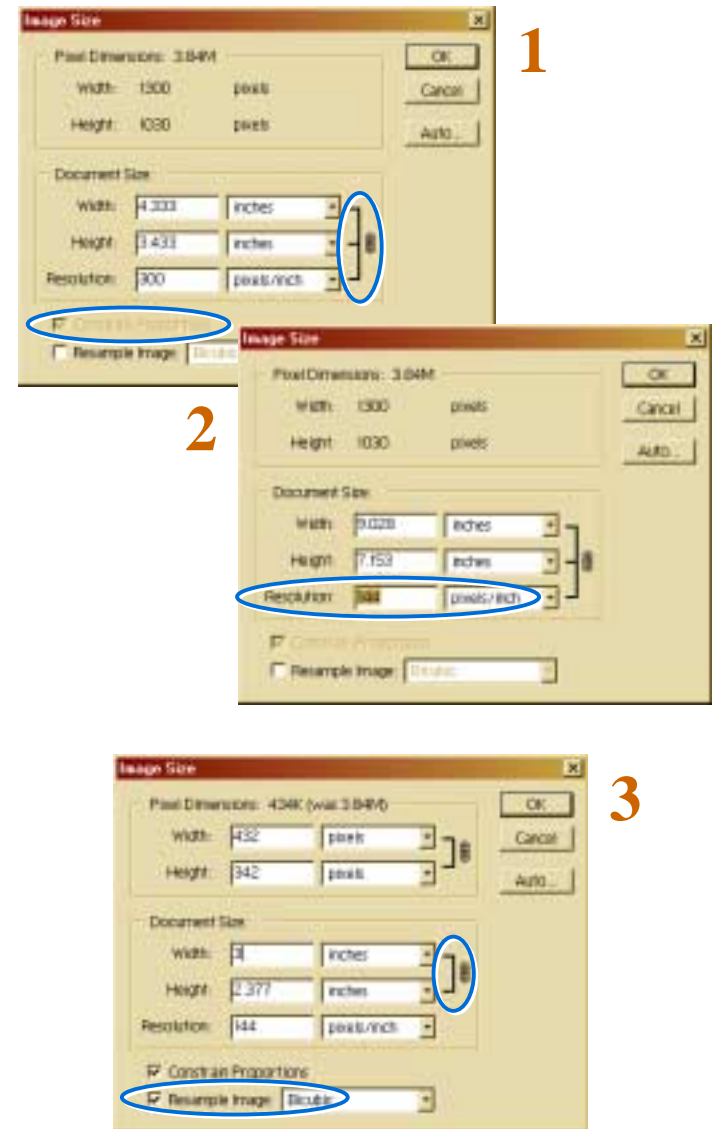 Image Size
1
Pixel Dimensions: 3.84M
OK
Width: 1300 pixels
Cancel
Height: 1030 pixels
Auto...
Document Size
Width: 4.333 inches
Height: 3.433 inches
Resolution: 300 pixels/inch
Constrain Proportions
Resample Image:
2
Image Size
Pixel Dimensions: 3.84M
OK
Width: 1300 pixels
Cancel
Height: 1030 pixels
Auto...
Document Size
Width: 9.028 inches
Height: 7.153 inches
Resolution: 144 pixels/inch
Constrain Proportions
Resample Image: Bicubic
3
Image Size
Pixel Dimensions: 434K (was 3.84M)
OK
Width: 432 pixels
Cancel
Height: 342 pixels
Auto...
Document Size
Width: 3 inches
Height: 2.377 inches
Resolution: 144 pixels/inch
Constrain Proportions
Resample Image: Bicubic